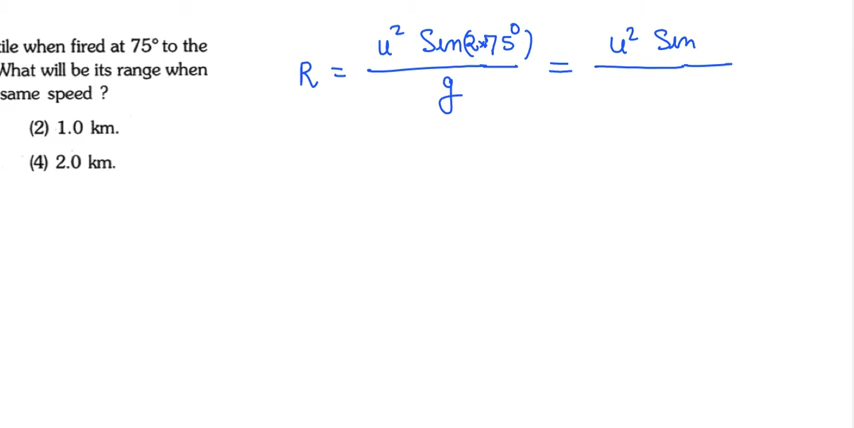 ile when fired at 75° to the
What will be its range when
same speed ?
(2) 1.0 km.
(4) 2.0 km.
R = u² Sin(2×75°) / g = u² Sin